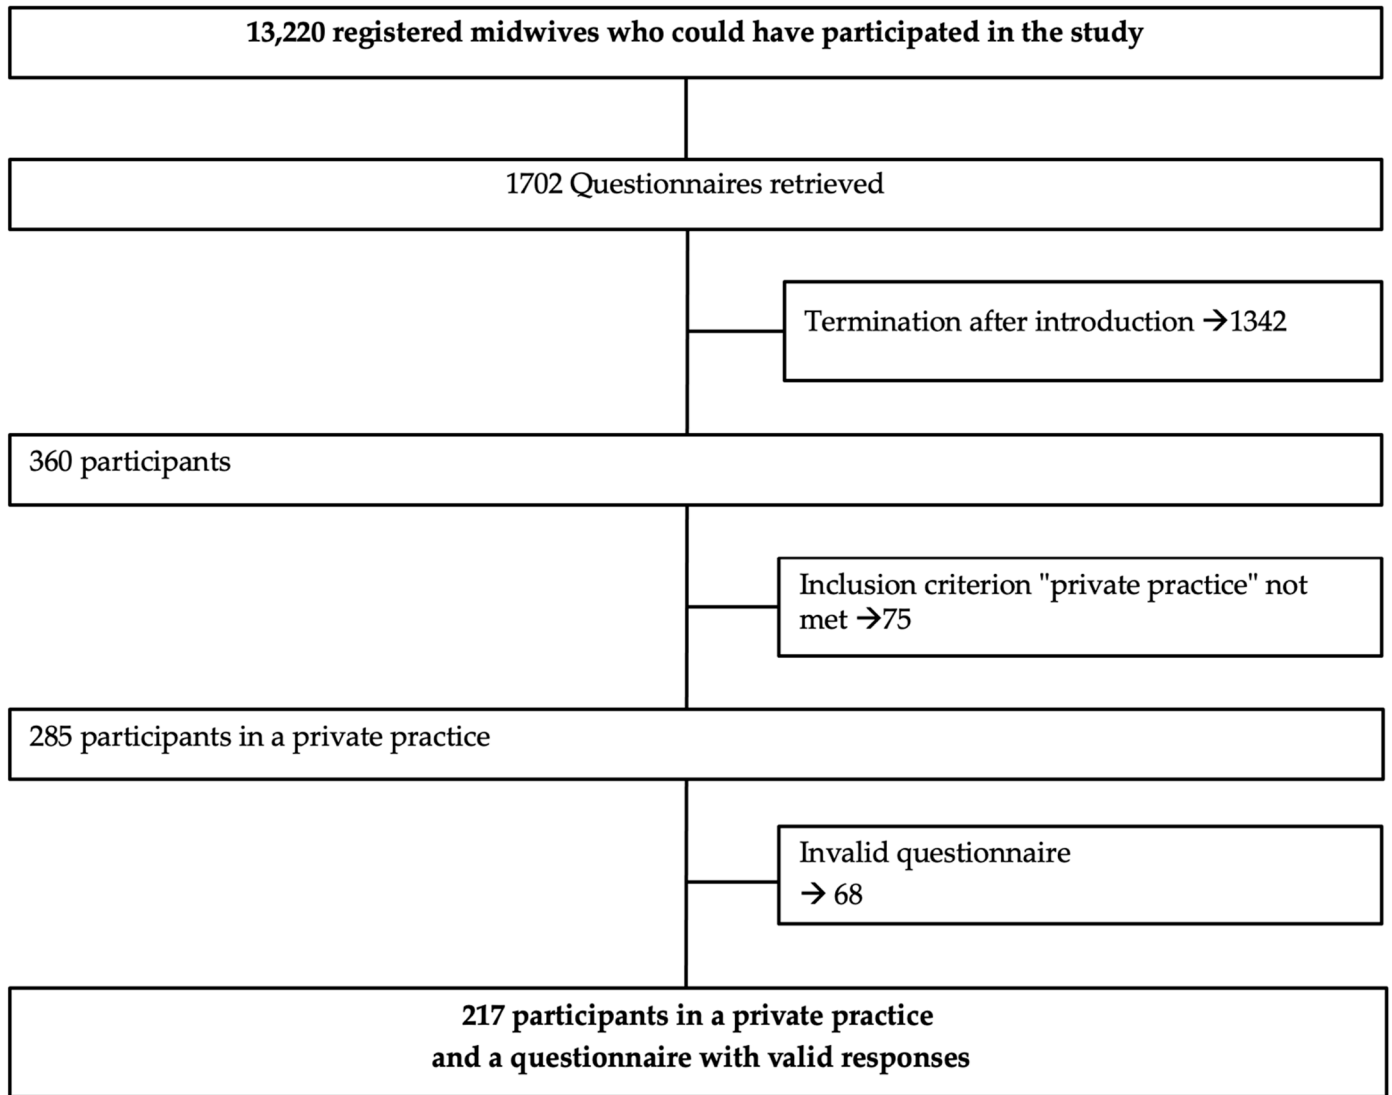 13,220 registered midwives who could have participated in the study
1702 Questionnaires retrieved
Termination after introduction →1342
360 participants
Inclusion criterion "private practice" not
met →75
285 participants in a private practice
Invalid questionnaire
→ 68
217 participants in a private practice
and a questionnaire with valid responses